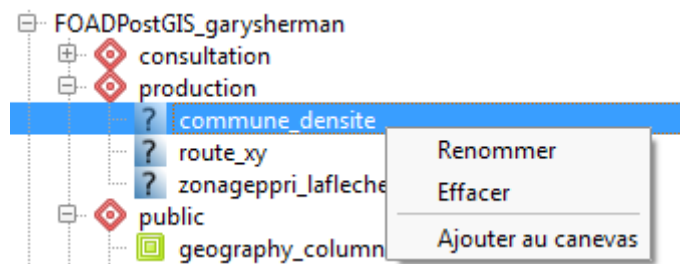 FOADPostGIS_garysherman
consultation
production
commune_densite
route_xy
zonageppri_lafleche
public
geography_column
Renommer
Effacer
Ajouter au canevas